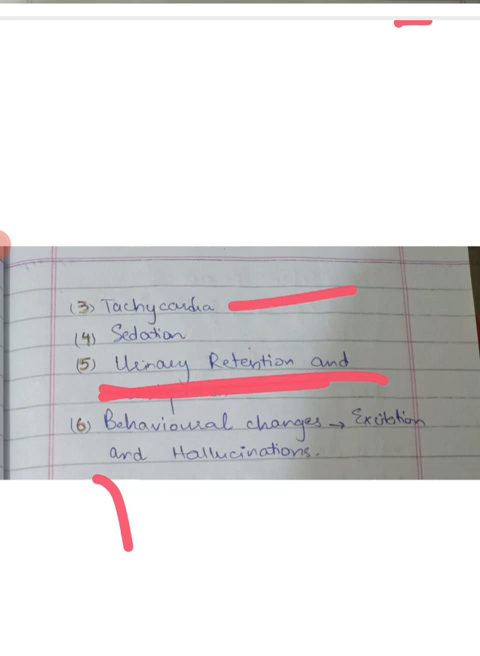 (3) Tachycardia
(4) Sedation
(5) Urinary Retention and
(6) Behavioural changes → Excitation
and Hallucinations.